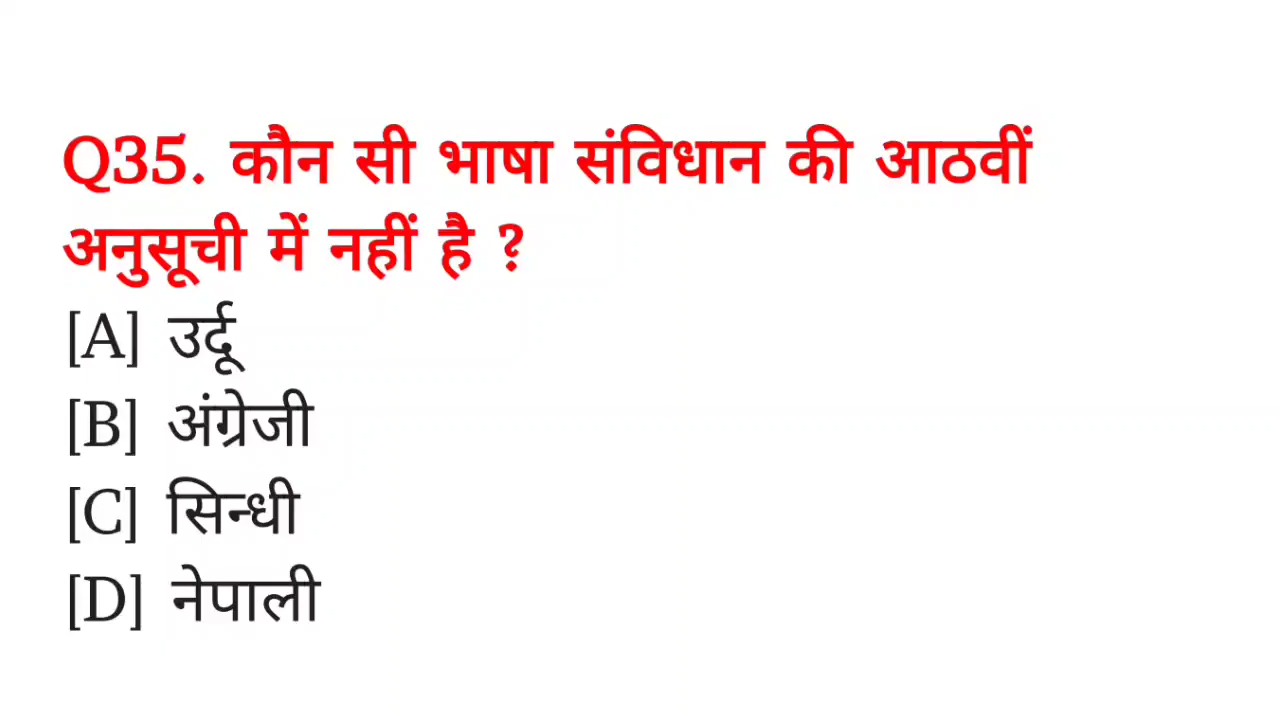 Q35. कौन सी भाषा संविधान की आठवीं
अनुसूची में नहीं है ?
[A] उर्दू
[B] अंग्रेजी
[C] सिन्धी
[D] नेपाली